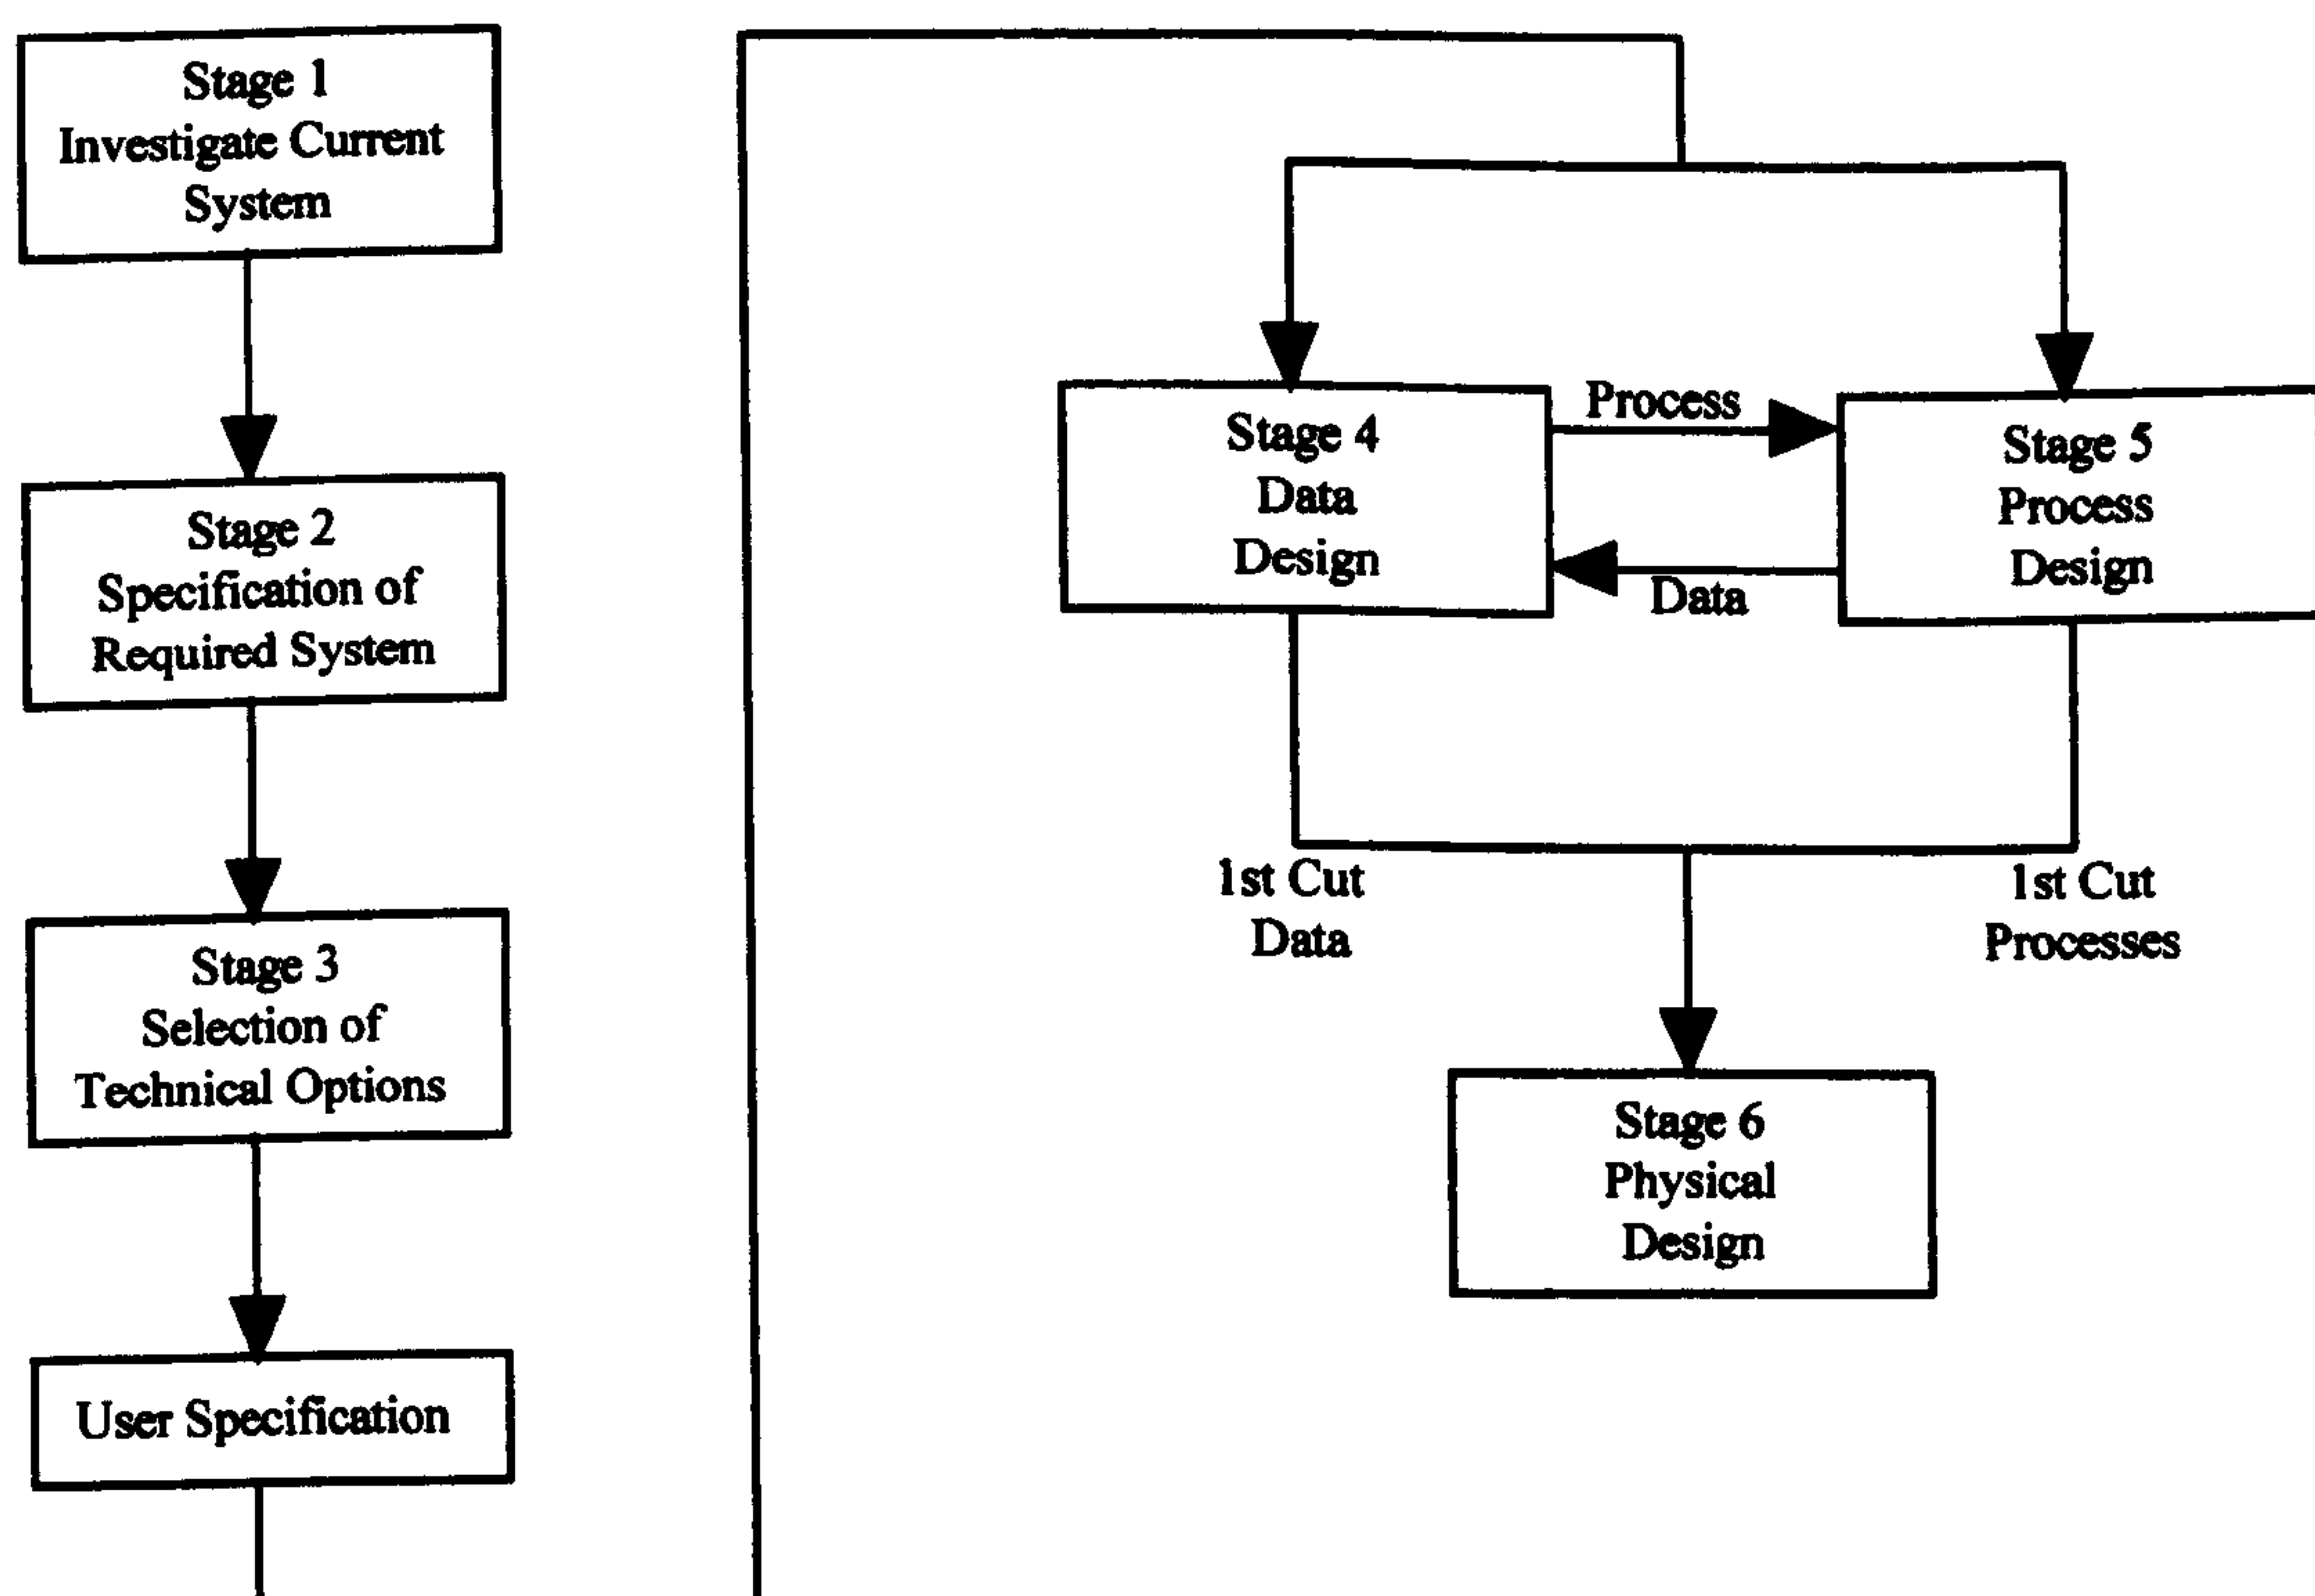 Stage 1
Investigate Current
System
Stage 2
Specification of
Required System
Stage 3
Selection of
Technical Options
User Specification
Stage 4
Data
Design
Process
Data
Stage 5
Process
Design
1st Cut
Data
1st Cut
Processes
Stage 6
Physical
Design